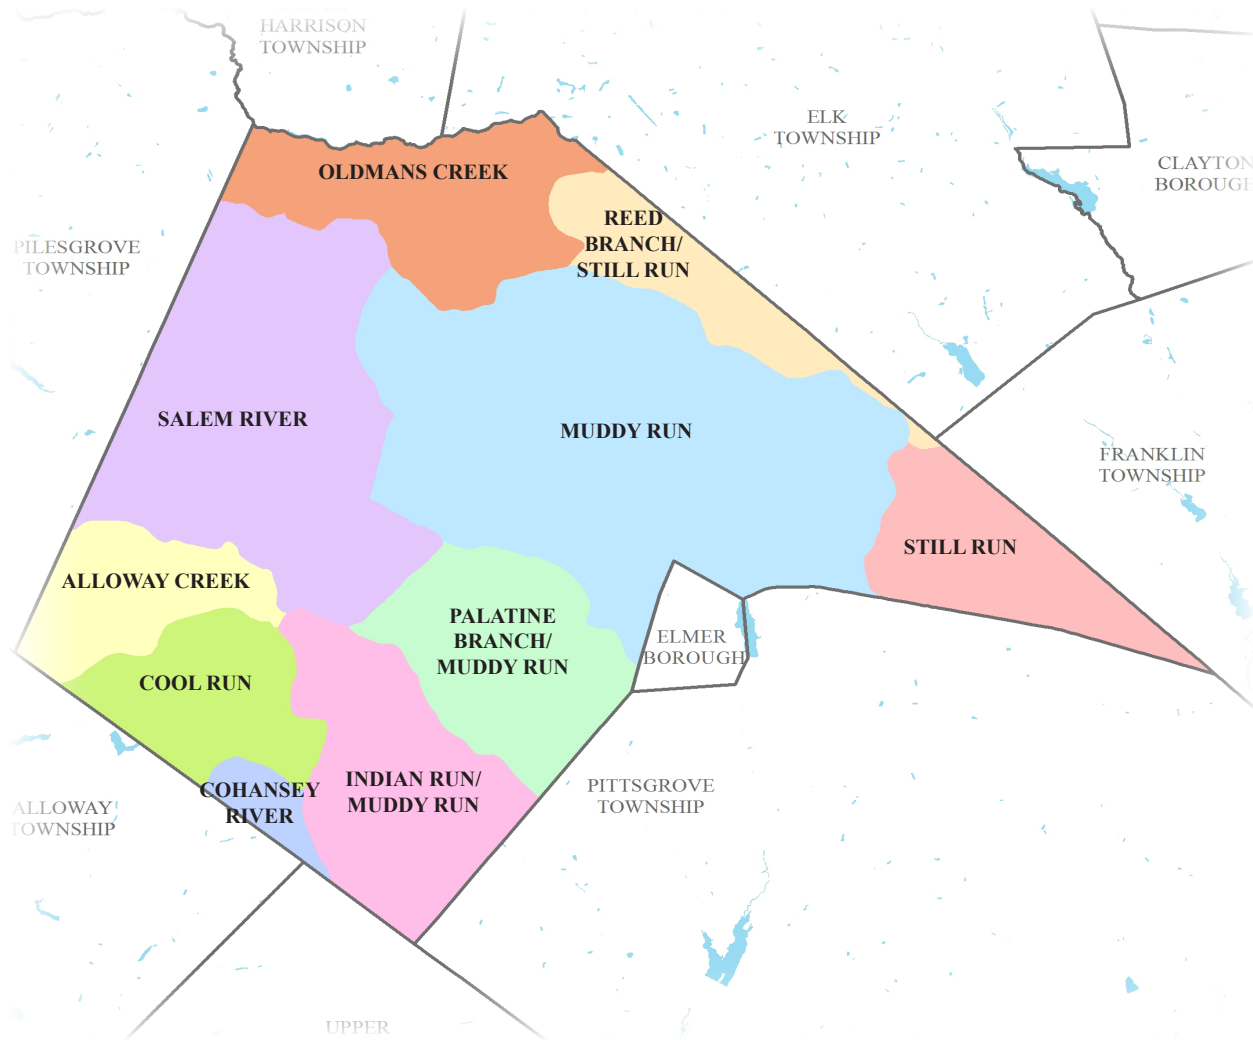 HARRISON
TOWNSHIP
ELK
TOWNSHIP
CLAYTON
BOROUGH
OLDMANS CREEK
REED
BRANCH/
STILL RUN
PILESGROVE
TOWNSHIP
SALEM RIVER
MUDDY RUN
FRANKLIN
TOWNSHIP
STILL RUN
ALLOWAY CREEK
PALATINE
BRANCH/
MUDDY RUN
ELMER
BOROUGH
COOL RUN
COHANSEY
RIVER
INDIAN RUN/
MUDDY RUN
PITTSGROVE
TOWNSHIP
ALLOWAY
TOWNSHIP
UPPER